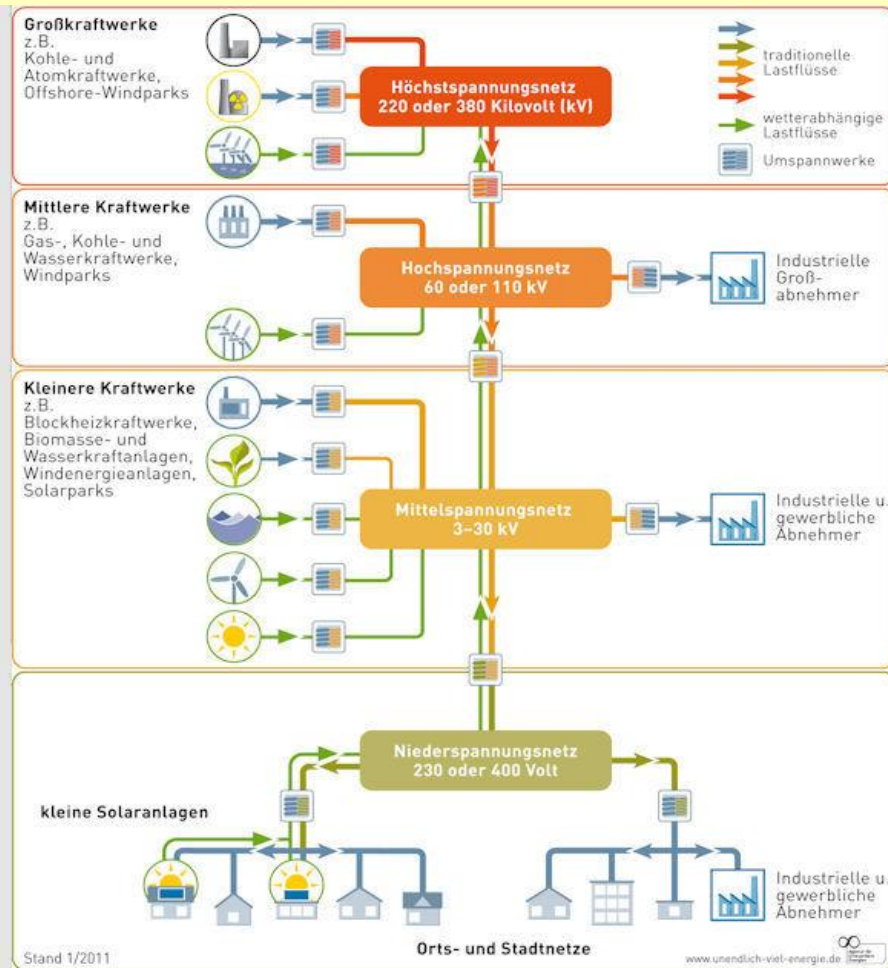 Großkraftwerke
z.B.
Kohle- und
Atomkraftwerke,
Offshore-Windparks
Höchstspannungsnetz
220 oder 380 Kilovolt (kV)
traditionelle
Lastflüsse
wetterabhängige
Lastflüsse
Umspannwerke
Mittlere Kraftwerke
z.B.
Gas-, Kohle- und
Wasserkraftwerke,
Windparks
Hochspannungsnetz
60 oder 110 kV
Industrielle
Groß-
abnehmer
Kleinere Kraftwerke
z.B.
Blockheizkraftwerke,
Biomasse- und
Wasserkraftanlagen,
Windenergieanlagen,
Solarparks
Mittelspannungsnetz
3–30 kV
Industrielle u.
gewerbliche
Abnehmer
Niederspannungsnetz
230 oder 400 Volt
kleine Solaranlagen
Industrielle u.
gewerbliche
Abnehmer
Orts- und Stadtnetze
Stand 1/2011
www.unendlich-viel-energie.de